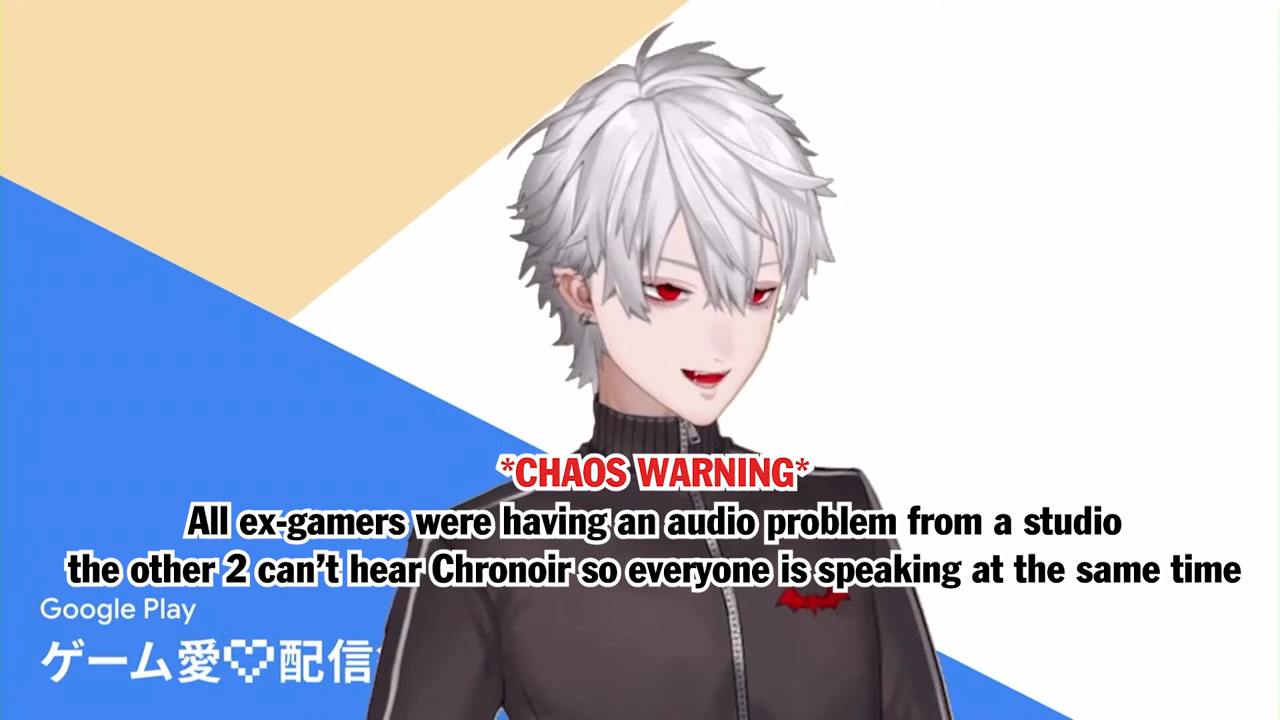 *CHAOS WARNING*
All ex-gamers were having an audio problem from a studio
the other 2 can't hear Chronoir so everyone is speaking at the same time
Google Play
ゲーム愛♡配信